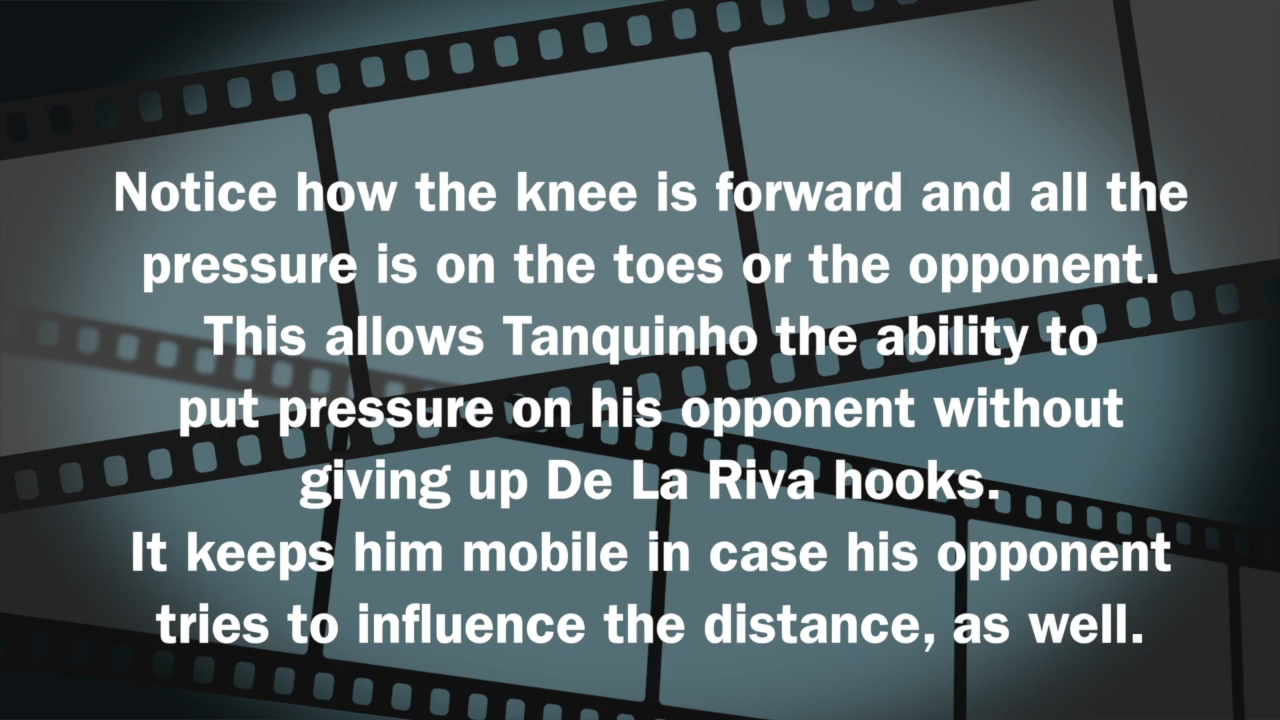 Notice how the knee is forward and all the
pressure is on the toes or the opponent.
This allows Tanquinho the ability to
put pressure on his opponent without
giving up De La Riva hooks.
It keeps him mobile in case his opponent
tries to influence the distance, as well.